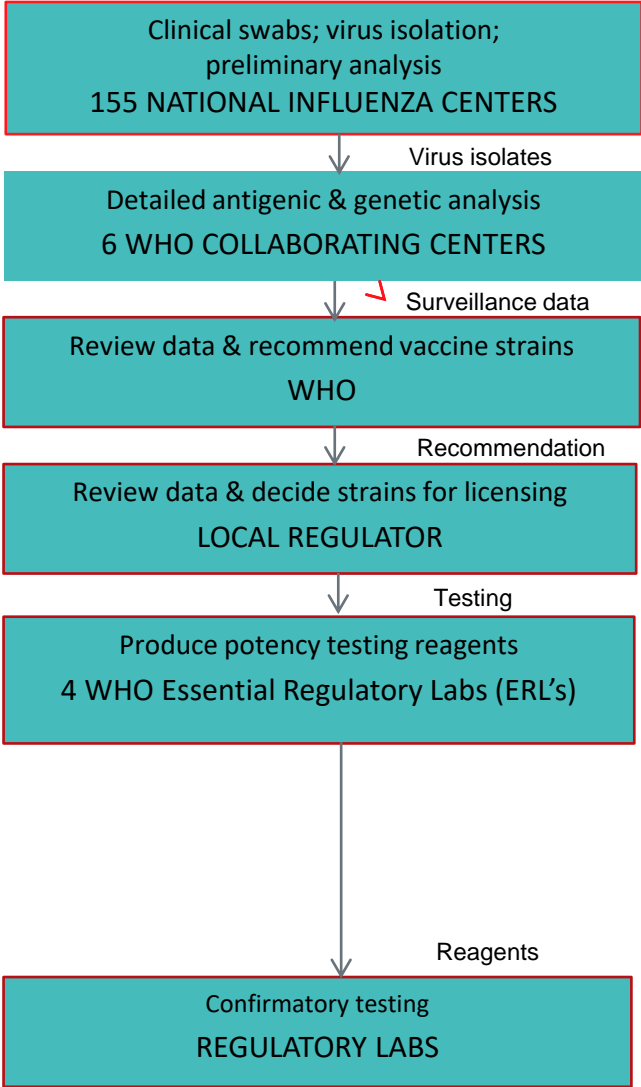 Clinical swabs; virus isolation;
preliminary analysis
155 NATIONAL INFLUENZA CENTERS
Virus isolates
Detailed antigenic & genetic analysis
6 WHO COLLABORATING CENTERS
Surveillance data
Review data & recommend vaccine strains
WHO
Recommendation
Review data & decide strains for licensing
LOCAL REGULATOR
Testing
Produce potency testing reagents
4 WHO Essential Regulatory Labs (ERL’s)
Reagents
Confirmatory testing
REGULATORY LABS